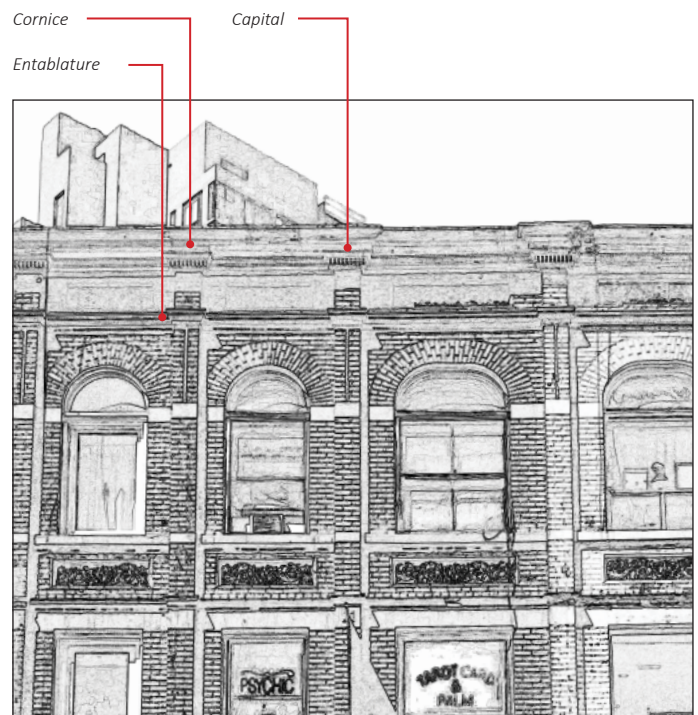 Cornice
Capital
Entablature
PSYCHIC
TAROT CARD
&
PALM